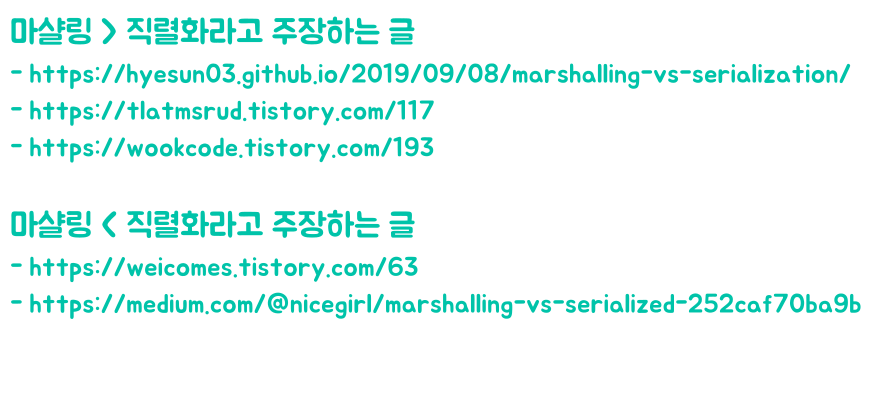 마샬링 > 직렬화라고 주장하는 글
- https://hyesun03.github.io/2019/09/08/marshalling-vs-serialization/
- https://tlatmsrud.tistory.com/117
- https://wookcode.tistory.com/193
마샬링 < 직렬화라고 주장하는 글
- https://weicomes.tistory.com/63
- https://medium.com/@nicegirl/marshalling-vs-serialized-252caf70ba9b